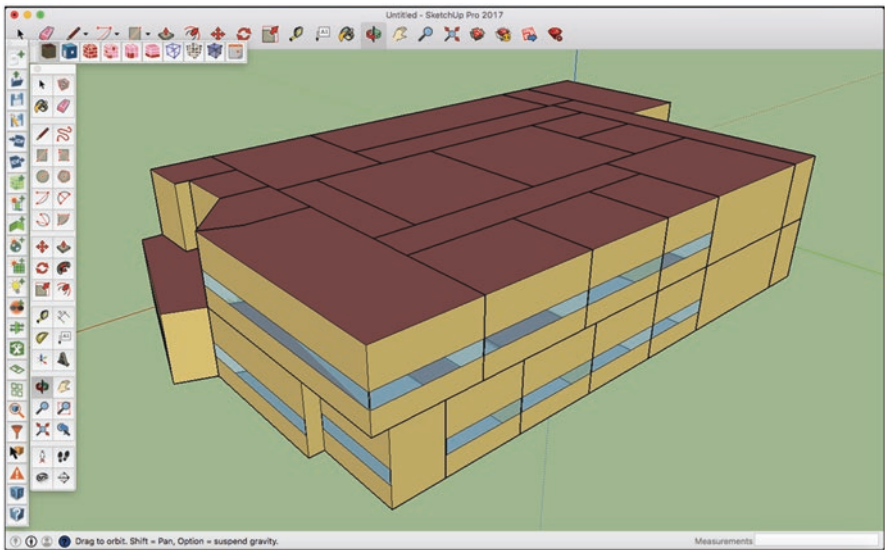 Untitled - SketchUp Pro 2017
Drag to orbit. Shift = Pan, Option = suspend gravity.
Measurements